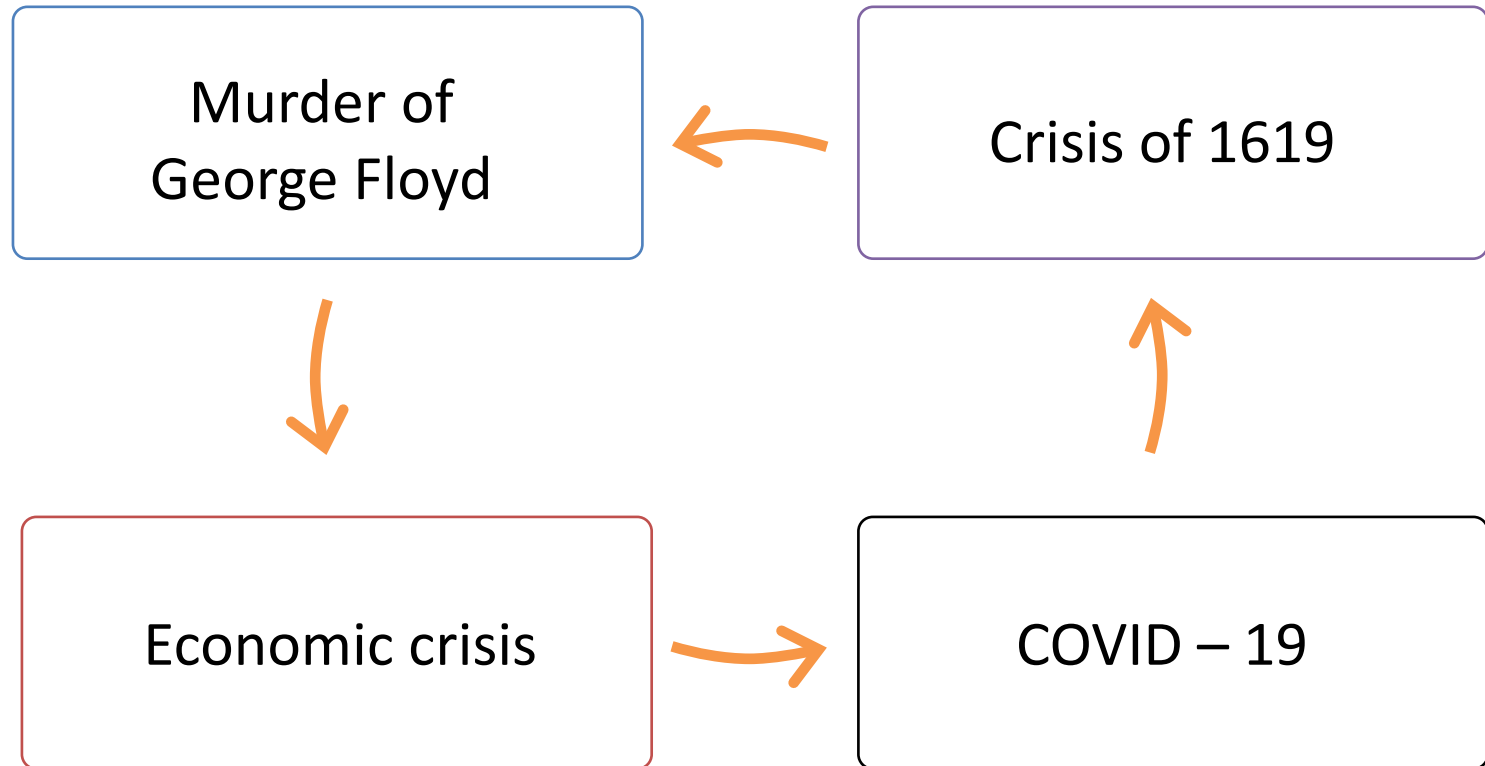 Murder of
George Floyd
Crisis of 1619
Economic crisis
COVID – 19